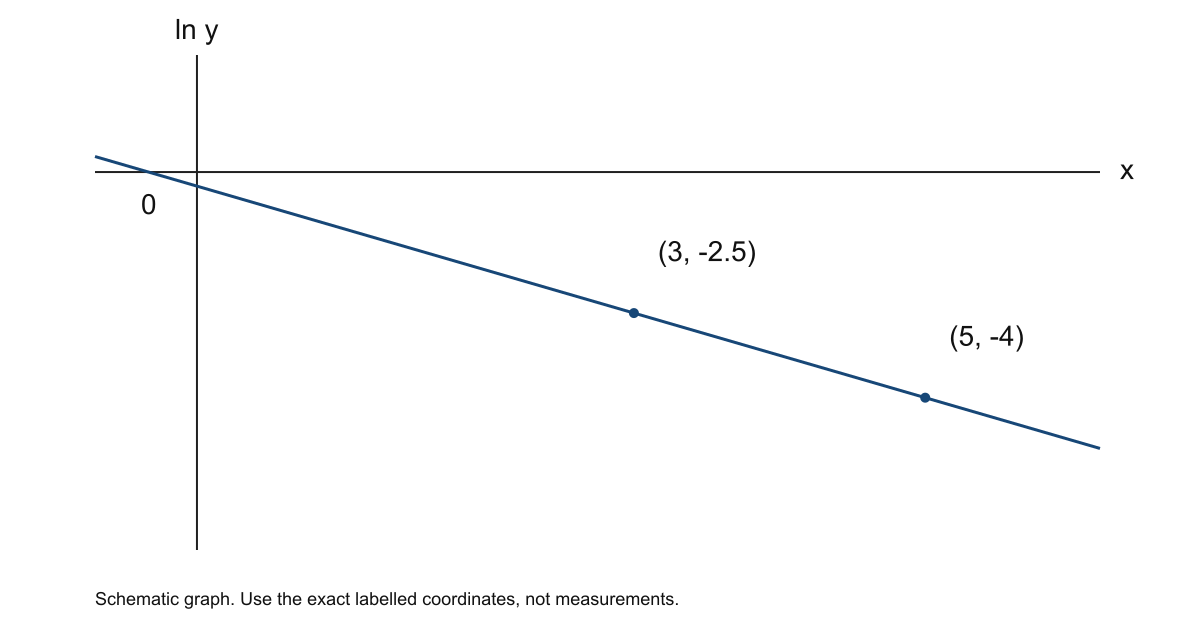 ln y
x
0
(3, -2.5)
(5, -4)
Schematic graph. Use the exact labelled coordinates, not measurements.